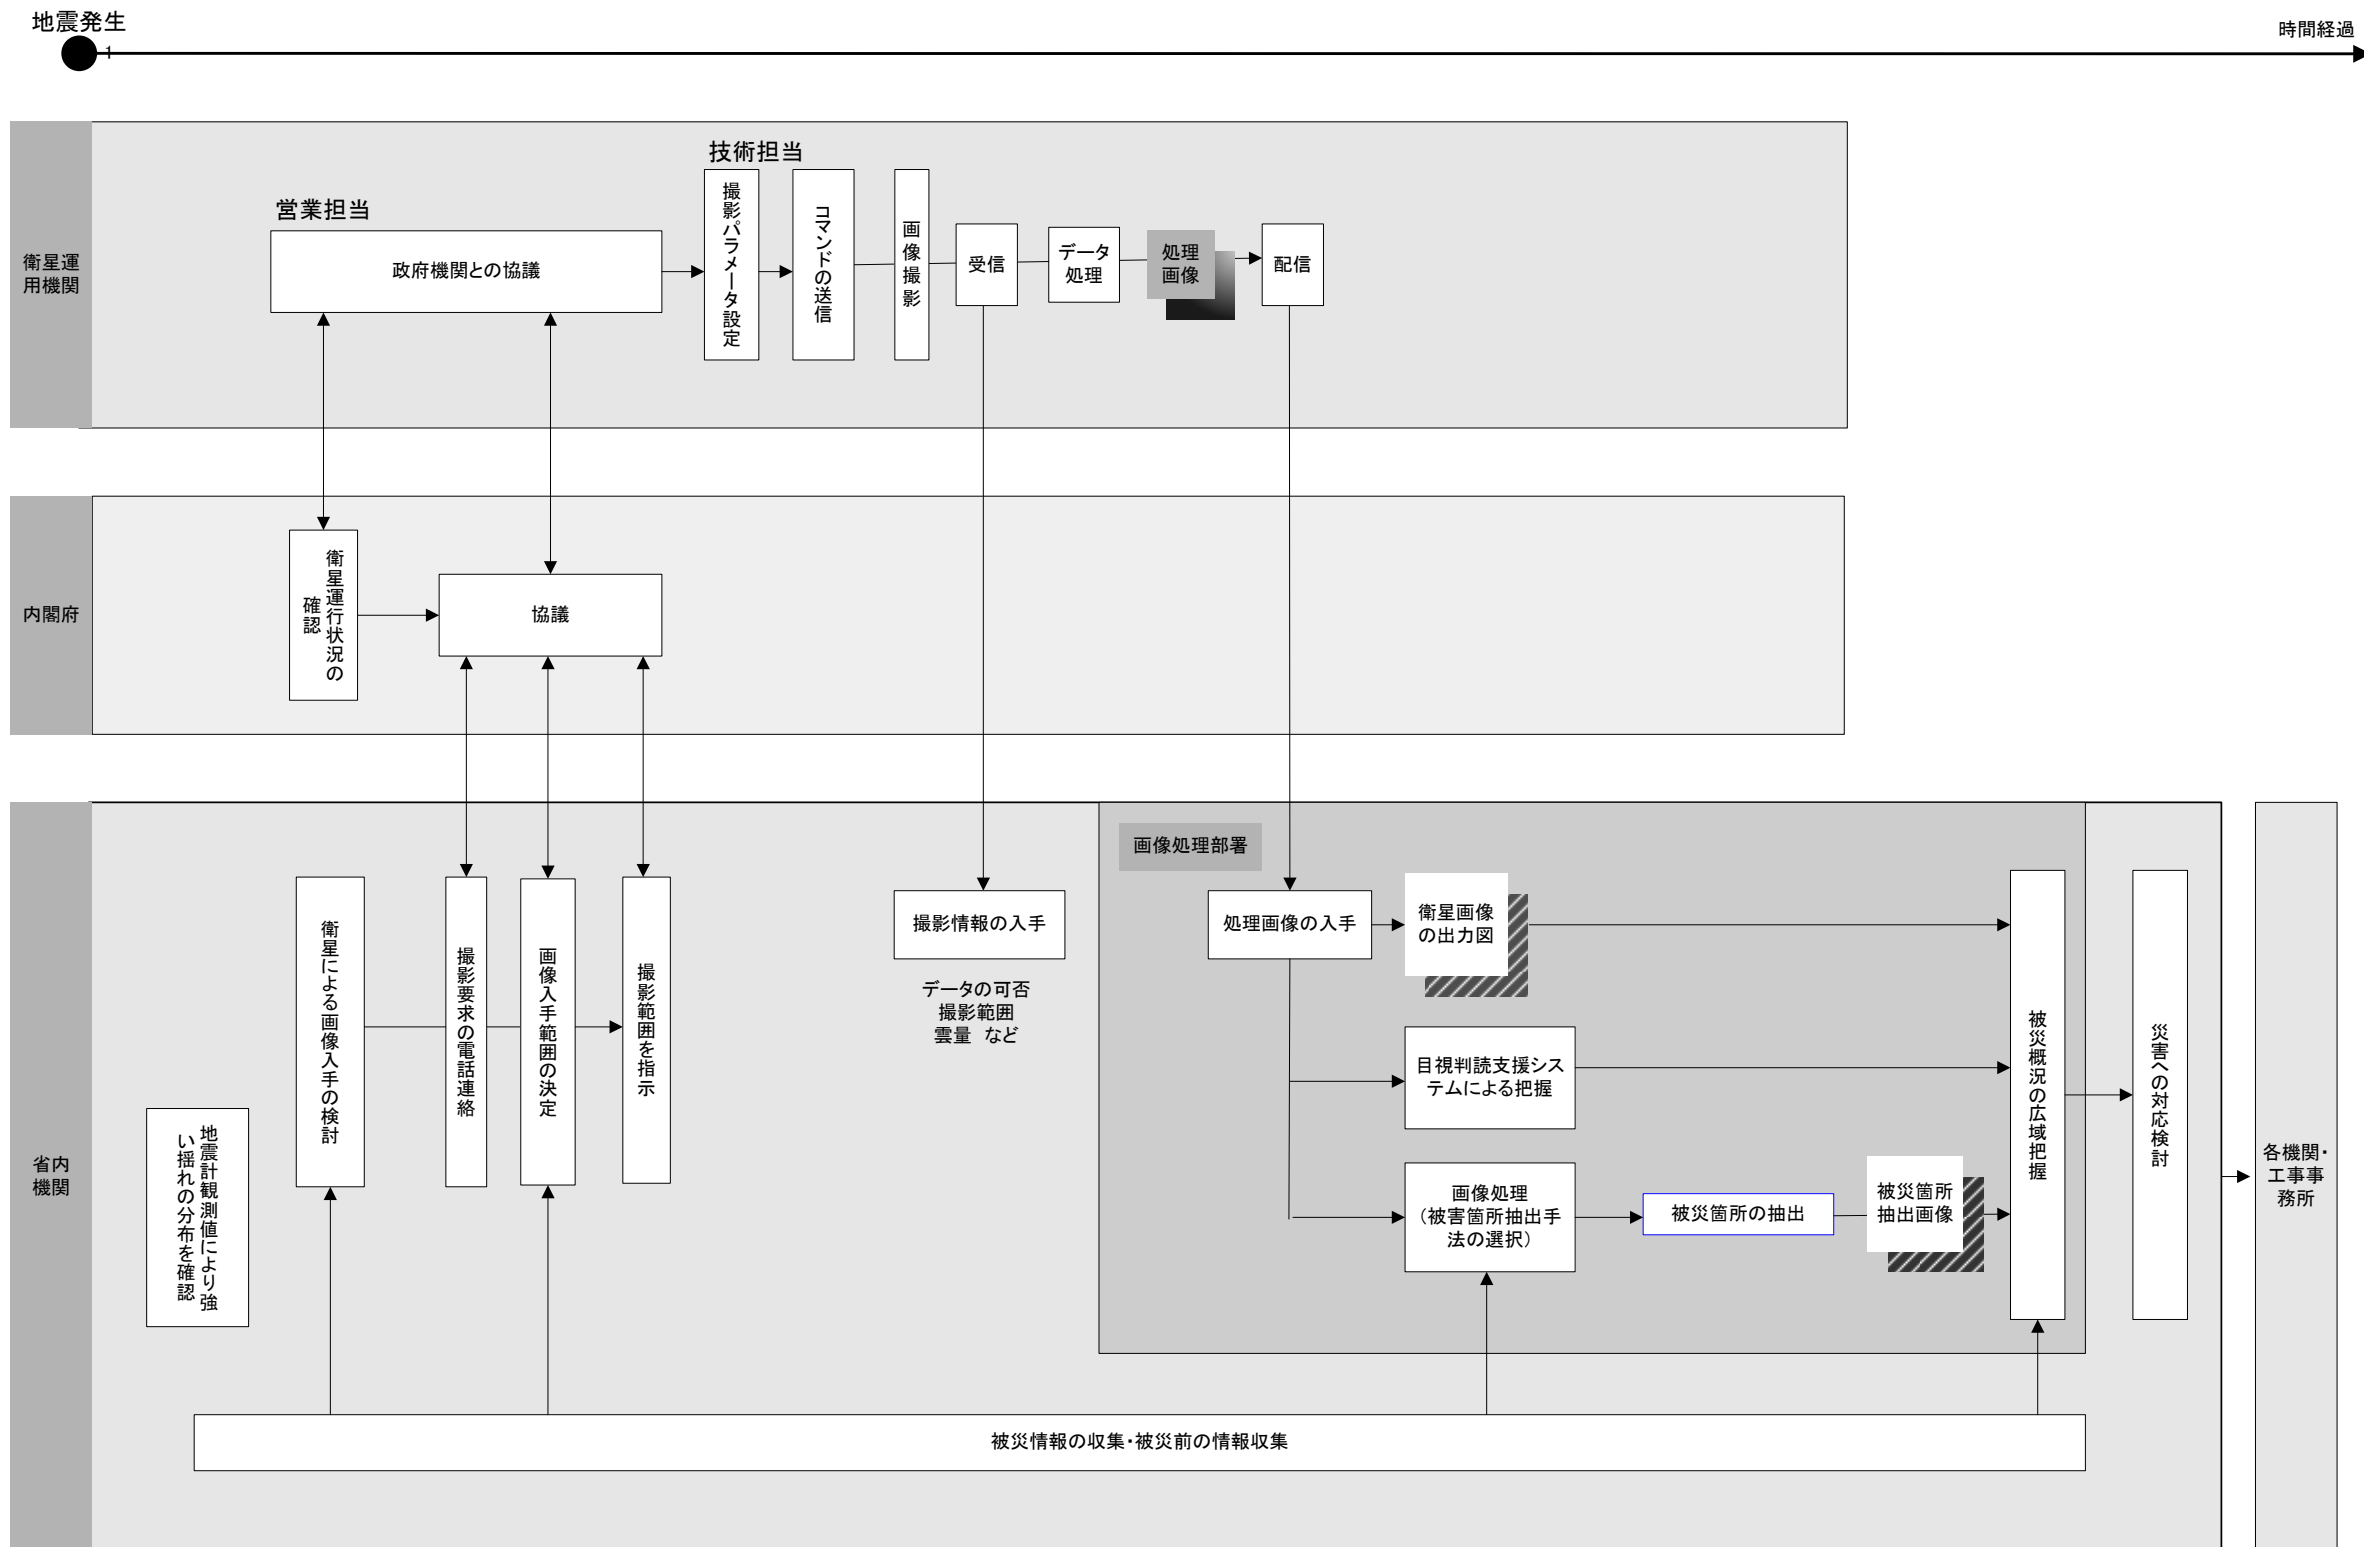 地震発生
時間経過
1
技術担当
営業担当
衛星運
用機関
政府機関との協議
撮影パラメータ設定
コマンドの送信
画像撮影
受信
データ
処理
処理
画像
配信
内閣府
衛星運行状況の
確認
協議
省内
機関
画像処理部署
地震計観測値により強
い揺れの分布を確認
衛星による画像入手の検討
撮影要求の電話連絡
画像入手範囲の決定
撮影範囲を指示
撮影情報の入手
データの可否
撮影範囲
雲量 など
処理画像の入手
衛星画像
の出力図
目視判読支援シス
テムによる把握
画像処理
（被害箇所抽出手
法の選択）
被災箇所の抽出
被災箇所
抽出画像
被災概況の広域把握
災害への対応検討
各機関・
工事事
務所
被災情報の収集・被災前の情報収集